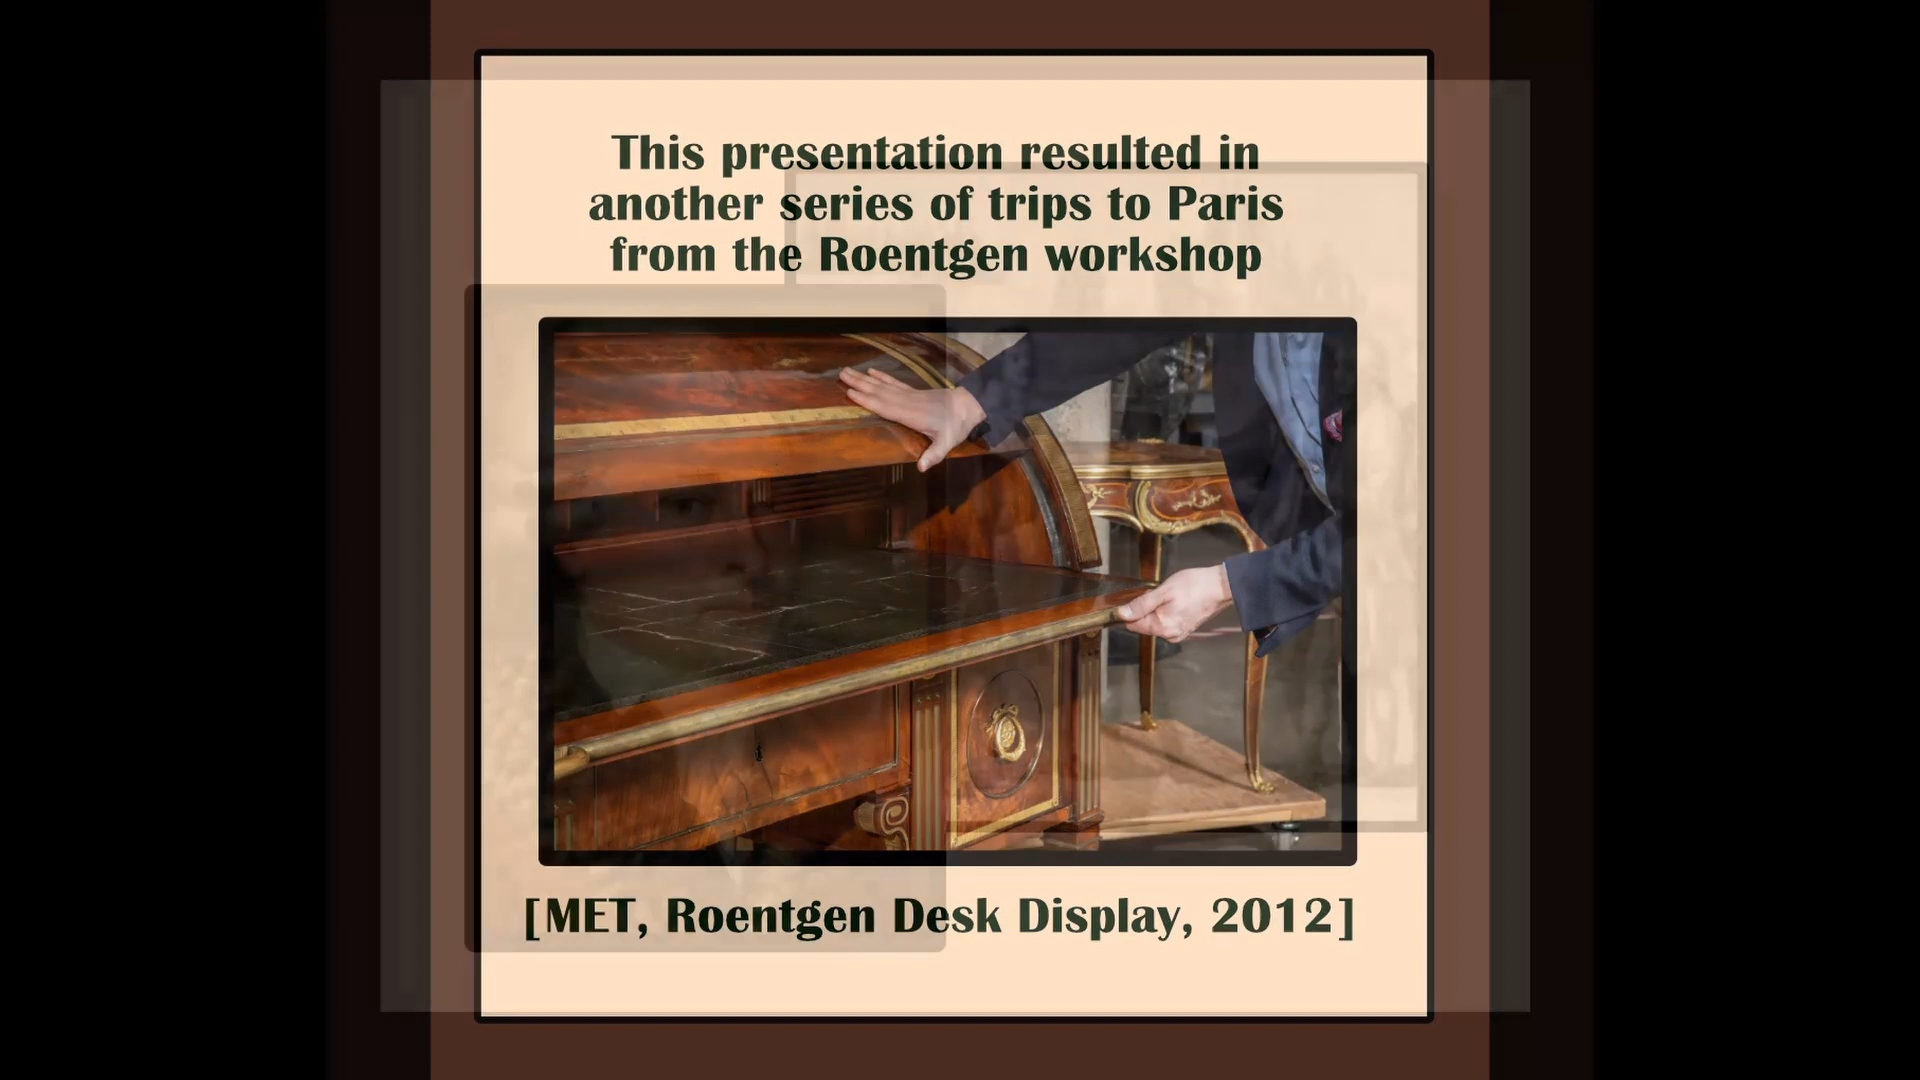 This presentation resulted in
another series of trips to Paris
from the Roentgen workshop
[MET, Roentgen Desk Display, 2012]